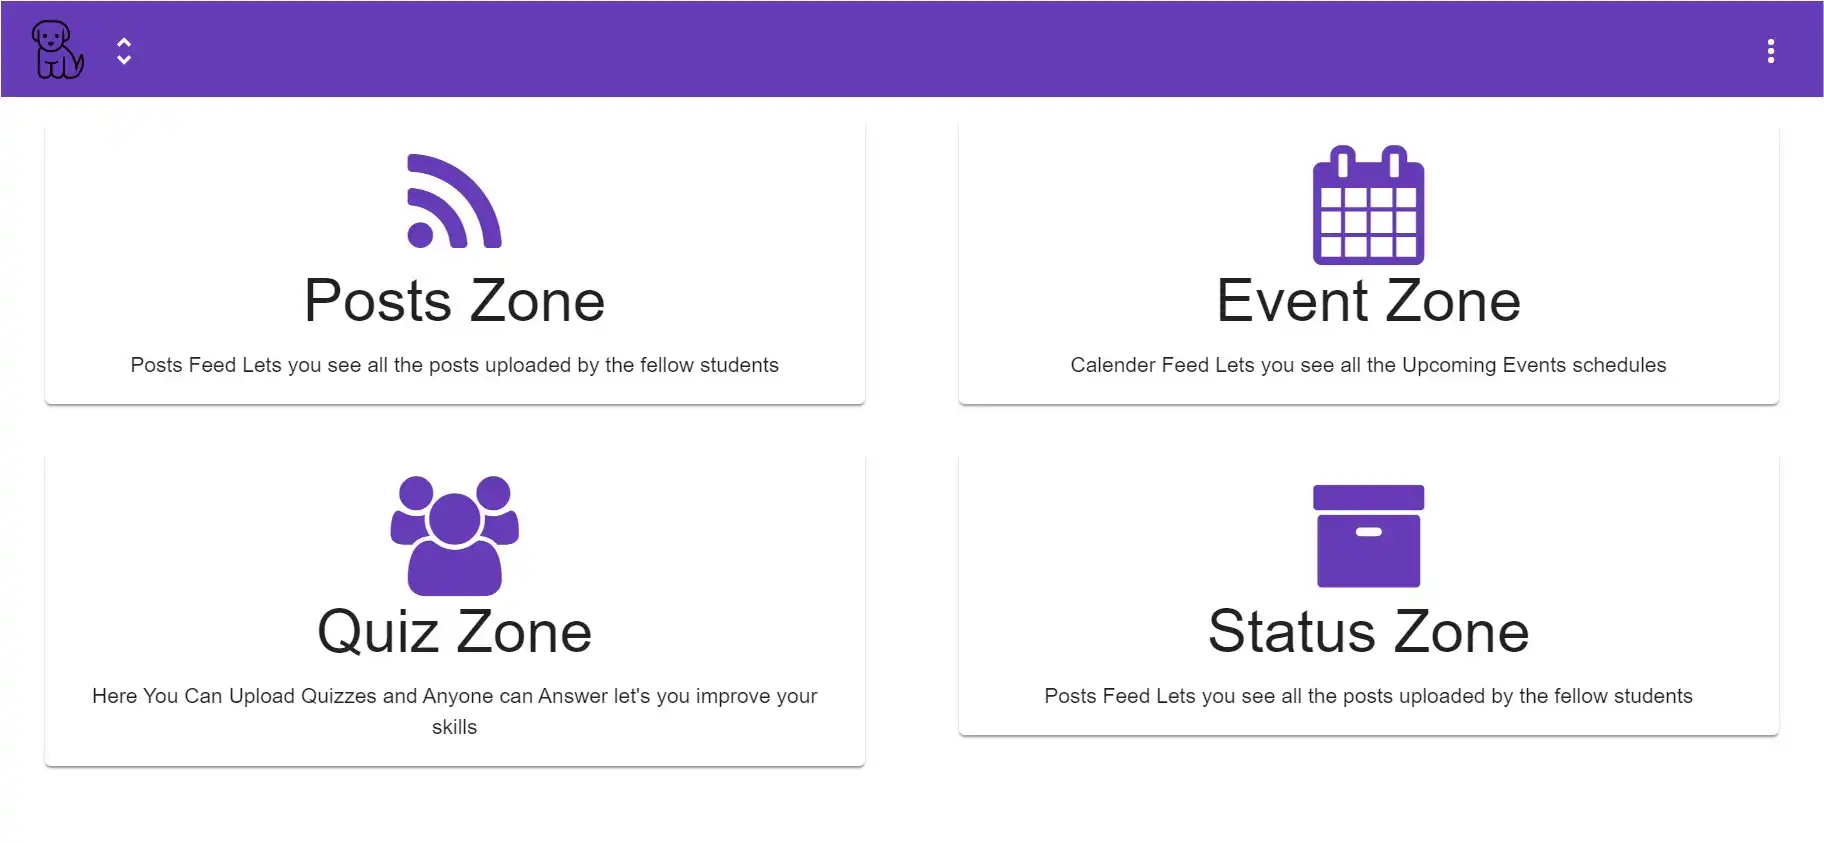 Posts Zone
Posts Feed Lets you see all the posts uploaded by the fellow students
Event Zone
Calender Feed Lets you see all the Upcoming Events schedules
Quiz Zone
Here You Can Upload Quizzes and Anyone can Answer let's you improve your
skills
Status Zone
Posts Feed Lets you see all the posts uploaded by the fellow students